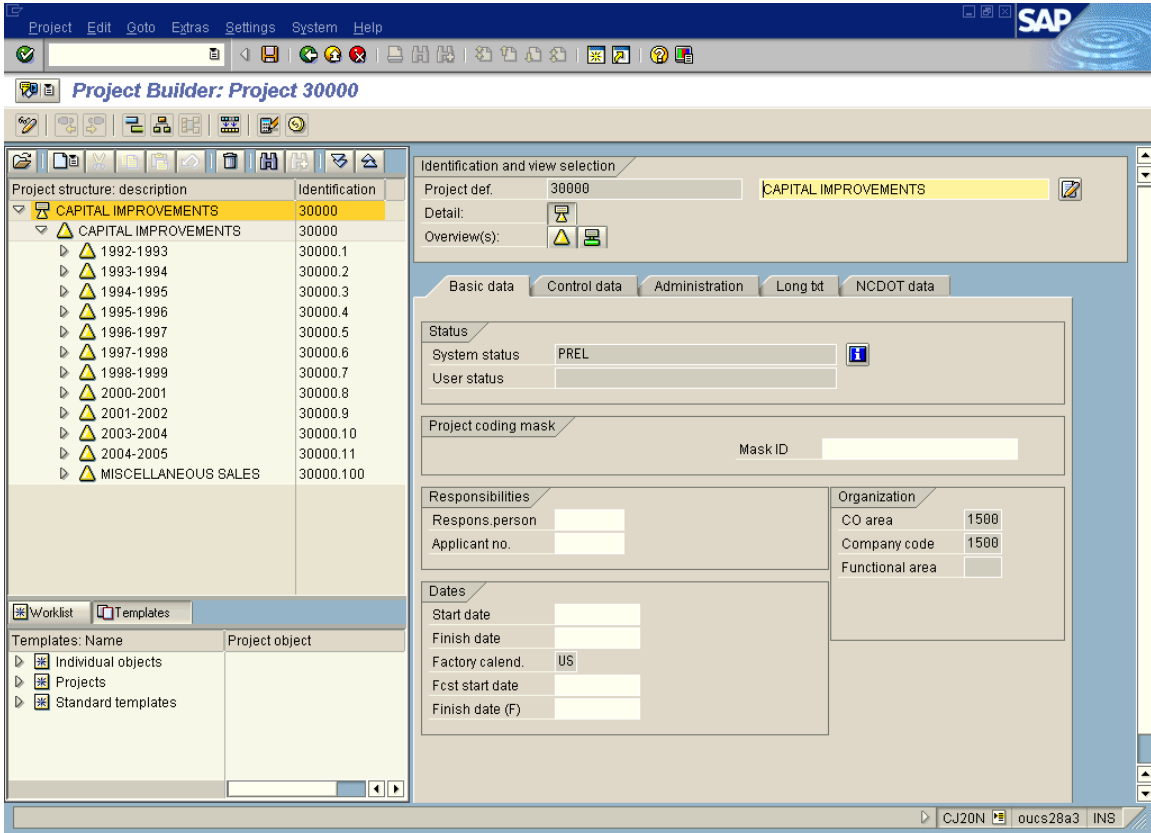 Project Edit Goto Extras Settings System Help
SAP
Project Builder: Project 30000
Project structure: description Identification
CAPITAL IMPROVEMENTS 30000
CAPITAL IMPROVEMENTS 30000
1992-1993 30000.1
1993-1994 30000.2
1994-1995 30000.3
1995-1996 30000.4
1996-1997 30000.5
1997-1998 30000.6
1998-1999 30000.7
2000-2001 30000.8
2001-2002 30000.9
2003-2004 30000.10
2004-2005 30000.11
MISCELLANEOUS SALES 30000.100
Worklist Templates
Templates: Name Project object
Individual objects
Projects
Standard templates
Identification and view selection
Project def. 30000 CAPITAL IMPROVEMENTS
Detail:
Overview(s):
Basic data Control data Administration Long txt NCDOT data
Status
System status PREL
User status
Project coding mask
Mask ID
Responsibilities
Respons.person
Applicant no.
Organization
CO area 1500
Company code 1500
Functional area
Dates
Start date
Finish date
Factory calend. US
Fcst start date
Finish date (F)
CJ20N oucs28a3 INS